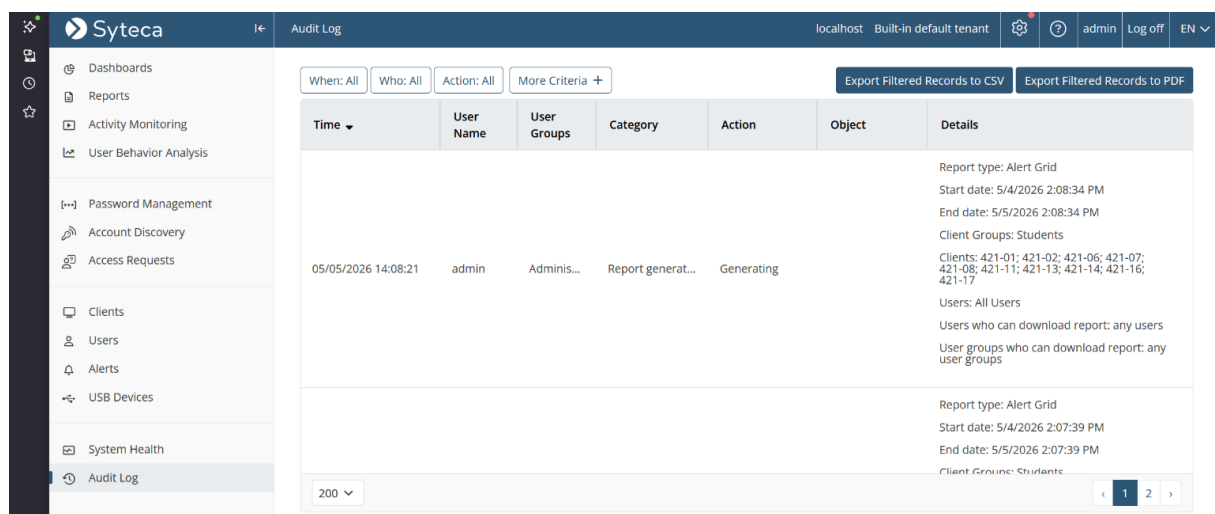 Syteca
Audit Log
localhost Built-in default tenant admin Log off EN
Dashboards
Reports
Activity Monitoring
User Behavior Analysis
Password Management
Account Discovery
Access Requests
Clients
Users
Alerts
USB Devices
System Health
Audit Log
When: All Who: All Action: All More Criteria +
Export Filtered Records to CSV Export Filtered Records to PDF
Time User Name User Groups Category Action Object Details
05/05/2026 14:08:21 admin Adminis... Report generat... Generating
Report type: Alert Grid
Start date: 5/4/2026 2:08:34 PM
End date: 5/5/2026 2:08:34 PM
Client Groups: Students
Clients: 421-01; 421-02; 421-06; 421-07;
421-08; 421-11; 421-13; 421-14; 421-16;
421-17
Users: All Users
Users who can download report: any users
User groups who can download report: any
user groups
Report type: Alert Grid
Start date: 5/4/2026 2:07:39 PM
End date: 5/5/2026 2:07:39 PM
Client Groups: Students
200
‹ 1 2 ›